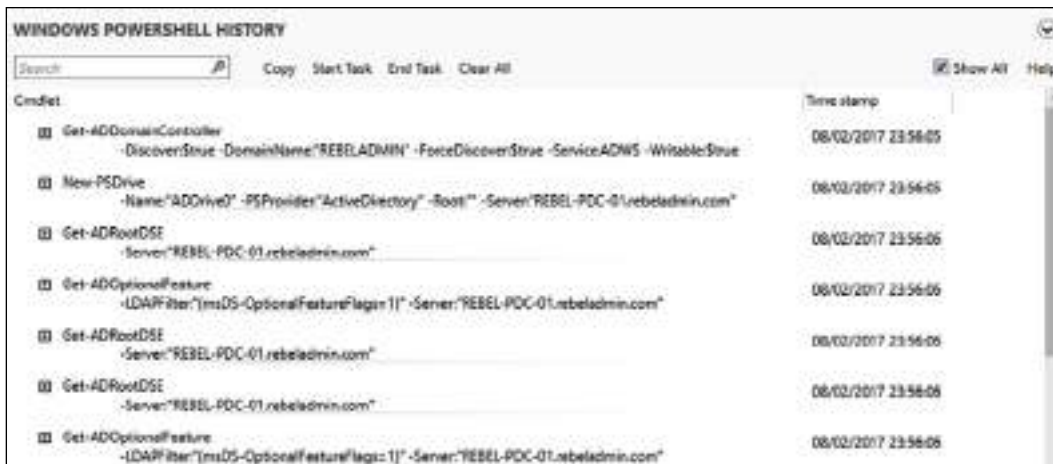 WINDOWS POWERSHELL HISTORY
Search Copy Start Task End Task Clear All Show All Help
Cmdlet Time stamp
Get-ADDomainController 08/02/2017 23:56:05
-Discover:$true -DomainName:"REBELADMIN" -ForceDiscover:$true -Service:ADWS -Writable:$true
New-PSDrive 08/02/2017 23:56:05
-Name:"ADDrive0" -PSProvider:"ActiveDirectory" -Root:"" -Server:"REBEL-PDC-01.rebeladmin.com"
Get-ADRootDSE 08/02/2017 23:56:06
-Server:"REBEL-PDC-01.rebeladmin.com"
Get-ADOptionalFeature 08/02/2017 23:56:06
-LDAPFilter:"(msDS-OptionalFeatureFlags=1)" -Server:"REBEL-PDC-01.rebeladmin.com"
Get-ADRootDSE 08/02/2017 23:56:06
-Server:"REBEL-PDC-01.rebeladmin.com"
Get-ADRootDSE 08/02/2017 23:56:06
-Server:"REBEL-PDC-01.rebeladmin.com"
Get-ADOptionalFeature 08/02/2017 23:56:06
-LDAPFilter:"(msDS-OptionalFeatureFlags=1)" -Server:"REBEL-PDC-01.rebeladmin.com"